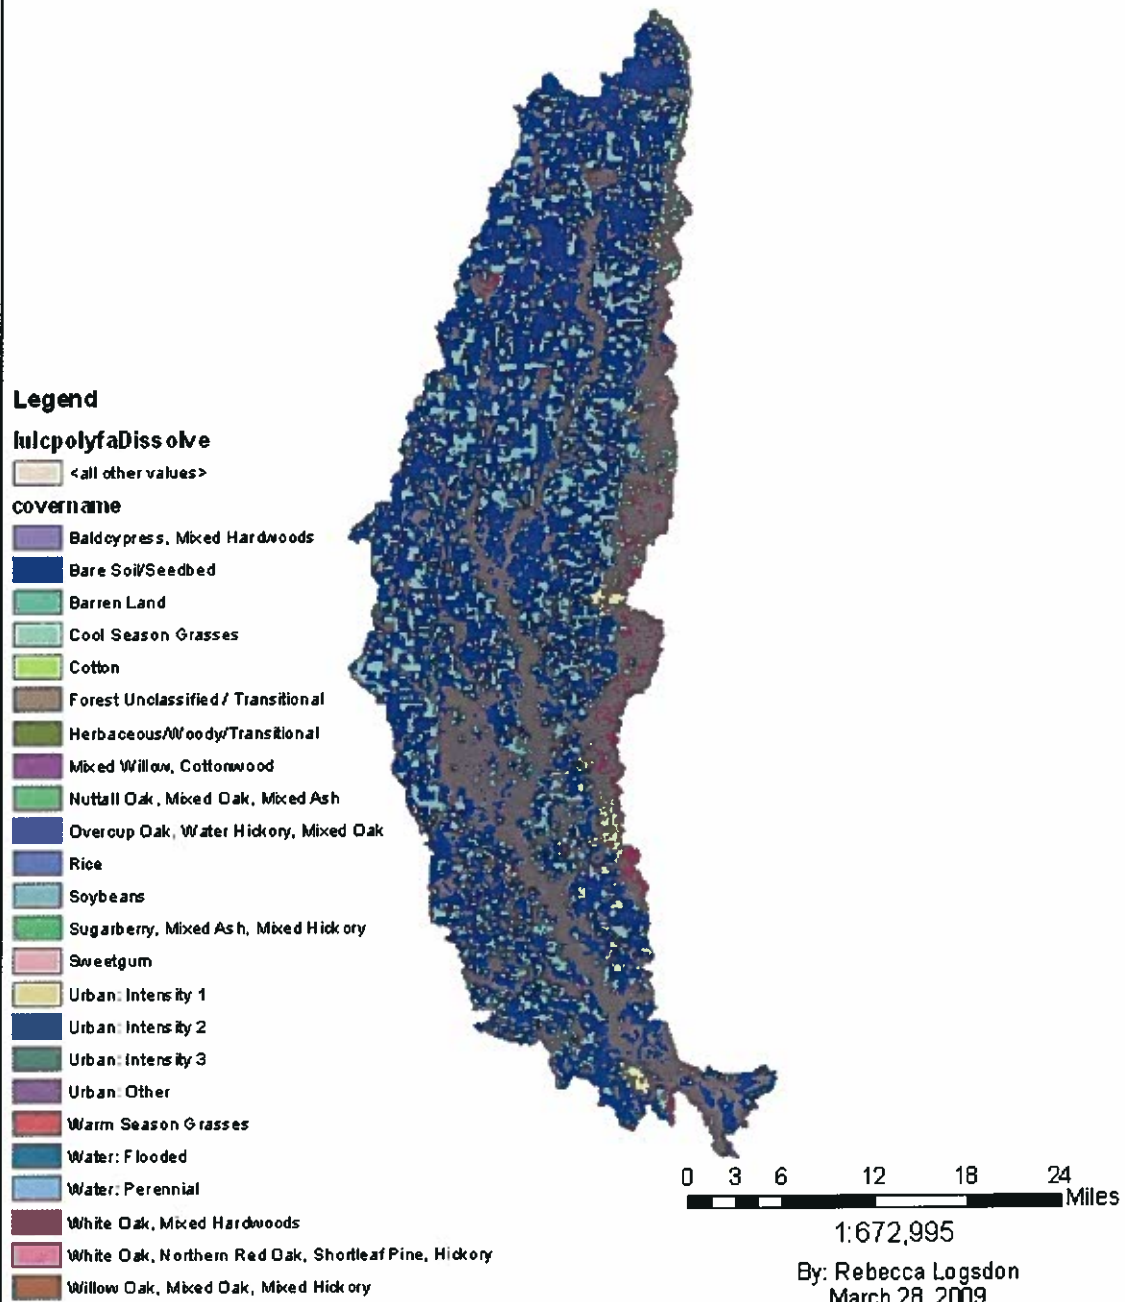 Legend
lulcpolyfaDissolve
<all other values>
covername
Baldcypress, Mixed Hardwoods
Bare Soil/Seedbed
Barren Land
Cool Season Grasses
Cotton
Forest Unclassified / Transitional
Herbaceous/Woody/Transitional
Mixed Willow, Cottonwood
Nuttall Oak, Mixed Oak, Mixed Ash
Overcup Oak, Water Hickory, Mixed Oak
Rice
Soybeans
Sugarberry, Mixed Ash, Mixed Hickory
Sweetgum
Urban: Intensity 1
Urban: Intensity 2
Urban: Intensity 3
Urban: Other
Warm Season Grasses
Water: Flooded
Water: Perennial
White Oak, Mixed Hardwoods
White Oak, Northern Red Oak, Shortleaf Pine, Hickory
Willow Oak, Mixed Oak, Mixed Hickory
0 3 6 12 18 24
Miles
1:672,995
By: Rebecca Logsdon
March 28, 2009